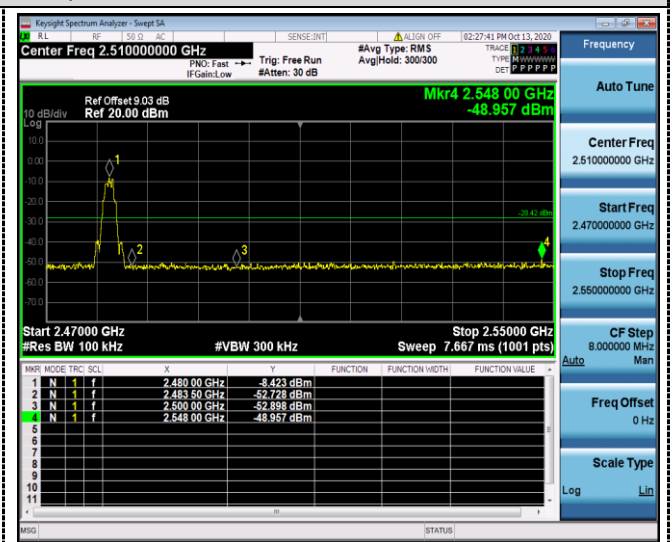 Keysight Spectrum Analyzer - Swept SA
RL RF 50 Ω AC SENSE:INT ALIGN OFF 02:27:41 PM Oct 13, 2020
Center Freq 2.510000000 GHz
PNO: Fast
IFGain:Low
Trig: Free Run
#Atten: 30 dB
#Avg Type: RMS
Avg|Hold: 300/300
TRACE 1 2 3 4 5 6
TYPE M W W W W W
DET P P P P P P
Frequency
Mkr4 2.548 00 GHz
-48.957 dBm
Ref Offset 9.03 dB
Ref 20.00 dBm
10 dB/div
Log
10.0
0.00
-10.0
-20.0
-30.0
-40.0
-50.0
-60.0
-70.0
1
2
3
4
-28.42 dBm
Start 2.47000 GHz Stop 2.55000 GHz
#Res BW 100 kHz #VBW 300 kHz Sweep 7.667 ms (1001 pts)
MKR MODE TRC SCL X Y FUNCTION FUNCTION WIDTH FUNCTION VALUE
1 N 1 f 2.480 00 GHz -8.423 dBm
2 N 1 f 2.483 50 GHz -52.728 dBm
3 N 1 f 2.500 00 GHz -52.898 dBm
4 N 1 f 2.548 00 GHz -48.957 dBm
5
6
7
8
9
10
11
MSG STATUS
Auto Tune
Center Freq
2.510000000 GHz
Start Freq
2.470000000 GHz
Stop Freq
2.550000000 GHz
CF Step
8.000000 MHz
Auto Man
Freq Offset
0 Hz
Scale Type
Log Lin